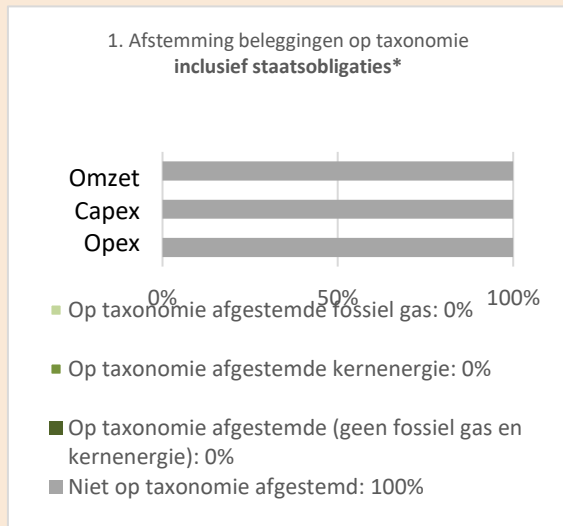 1. Afstemming beleggingen op taxonomie
inclusief staatsobligaties*
Omzet
Capex
Opex
0% 50% 100%
Op taxonomie afgestemde fossiel gas: 0%
Op taxonomie afgestemde kernenergie: 0%
Op taxonomie afgestemde (geen fossiel gas en
kernenergie): 0%
Niet op taxonomie afgestemd: 100%